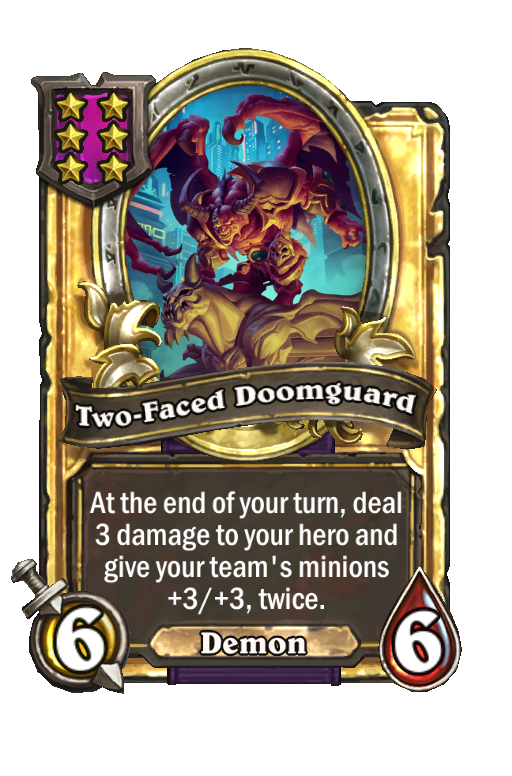 Two-Faced Doomguard
At the end of your turn, deal
3 damage to your hero and
give your team's minions
+3/+3, twice.
6
Demon
6